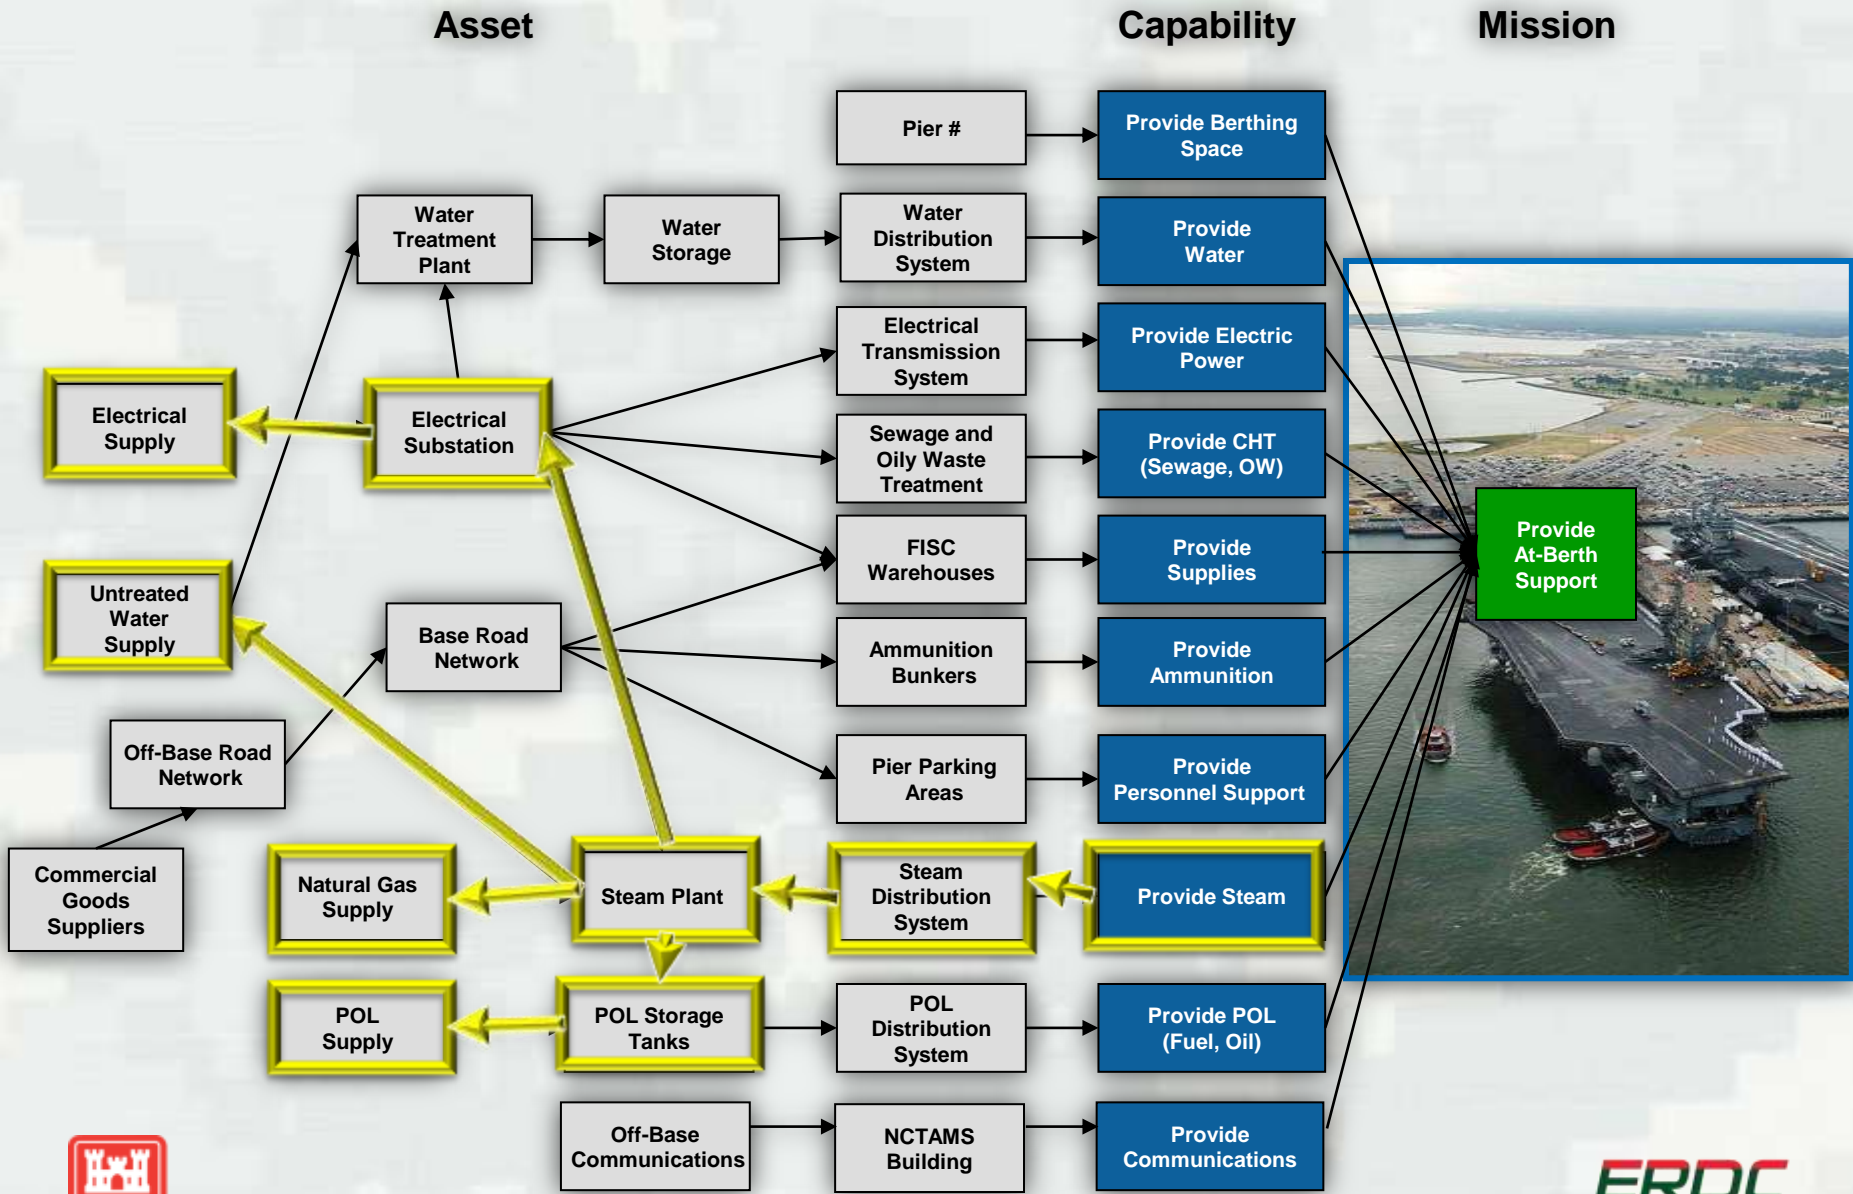 Asset
Capability
Mission
Pier #
Provide Berthing
Space
Water
Treatment
Plant
Water
Storage
Water
Distribution
System
Provide
Water
Electrical
Transmission
System
Provide Electric
Power
Electrical
Supply
Electrical
Substation
Sewage and
Oily Waste
Treatment
Provide CHT
(Sewage, OW)
FISC
Warehouses
Provide
Supplies
Provide
At-Berth
Support
Untreated
Water
Supply
Base Road
Network
Ammunition
Bunkers
Provide
Ammunition
Off-Base Road
Network
Pier Parking
Areas
Provide
Personnel Support
Commercial
Goods
Suppliers
Natural Gas
Supply
Steam Plant
Steam
Distribution
System
Provide Steam
POL
Supply
POL Storage
Tanks
POL
Distribution
System
Provide POL
(Fuel, Oil)
Off-Base
Communications
NCTAMS
Building
Provide
Communications
ERDC